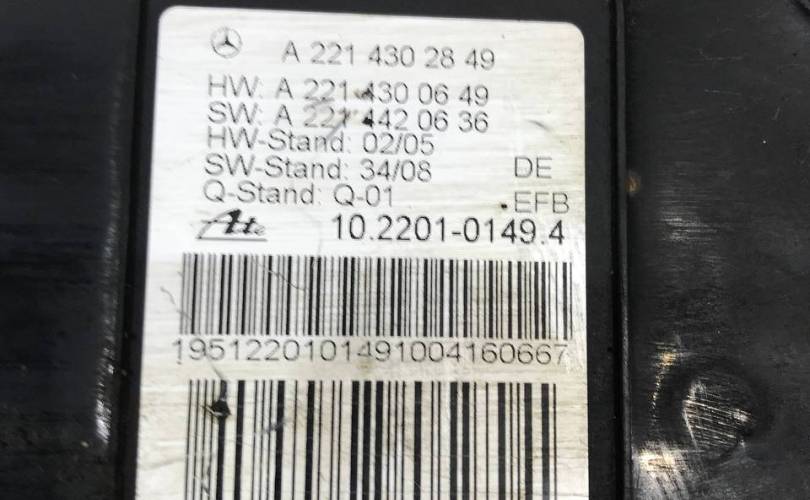 A 221 430 28 49
HW: A 221 430 06 49
SW: A 221 442 06 36
HW-Stand: 02/05
SW-Stand: 34/08 DE
Q-Stand: Q-01 EFB
Ate 10.2201-0149.4
1951220101491004160667